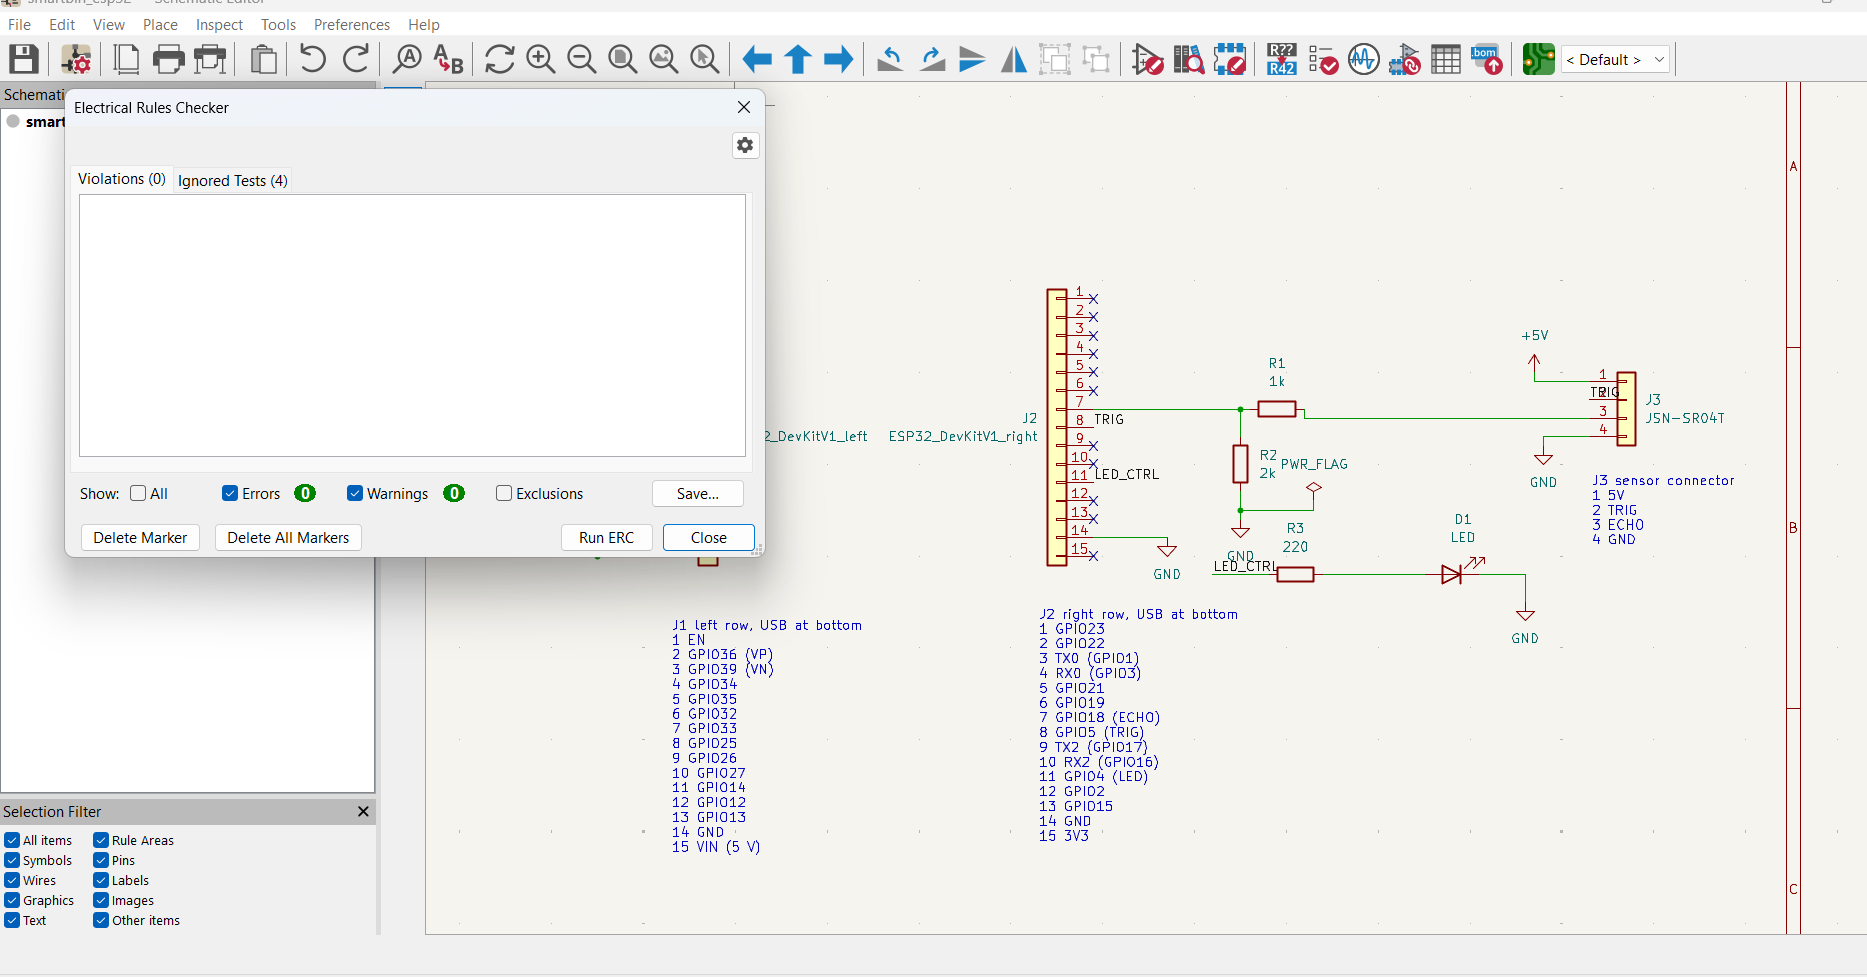 smartbin_esp32 — Schematic Editor
File Edit View Place Inspect Tools Preferences Help
A
A B
R??
R42
.bom
< Default >
Schemati
smart
Electrical Rules Checker
Violations (0) Ignored Tests (4)
Show: All Errors 0 Warnings 0 Exclusions Save...
Delete Marker Delete All Markers Run ERC Close
2_DevKitV1_left
J2
ESP32_DevKitV1_right
1
2
3
4
5
6
7
8 TRIG
9
10
11 LED_CTRL
12
13
14
15
GND
R1
1k
R2
2k
PWR_FLAG
GND
R3
220
LED_CTRL
D1
LED
GND
+5V
1
TRIG
3
4
J3
JSN-SR04T
GND
J3 sensor connector
1 5V
2 TRIG
3 ECHO
4 GND
A
B
C
J1 left row, USB at bottom
1 EN
2 GPIO36 (VP)
3 GPIO39 (VN)
4 GPIO34
5 GPIO35
6 GPIO32
7 GPIO33
8 GPIO25
9 GPIO26
10 GPIO27
11 GPIO14
12 GPIO12
13 GPIO13
14 GND
15 VIN (5 V)
J2 right row, USB at bottom
1 GPIO23
2 GPIO22
3 TX0 (GPIO1)
4 RX0 (GPIO3)
5 GPIO21
6 GPIO19
7 GPIO18 (ECHO)
8 GPIO5 (TRIG)
9 TX2 (GPIO17)
10 RX2 (GPIO16)
11 GPIO4 (LED)
12 GPIO2
13 GPIO15
14 GND
15 3V3
Selection Filter
All items Rule Areas
Symbols Pins
Wires Labels
Graphics Images
Text Other items